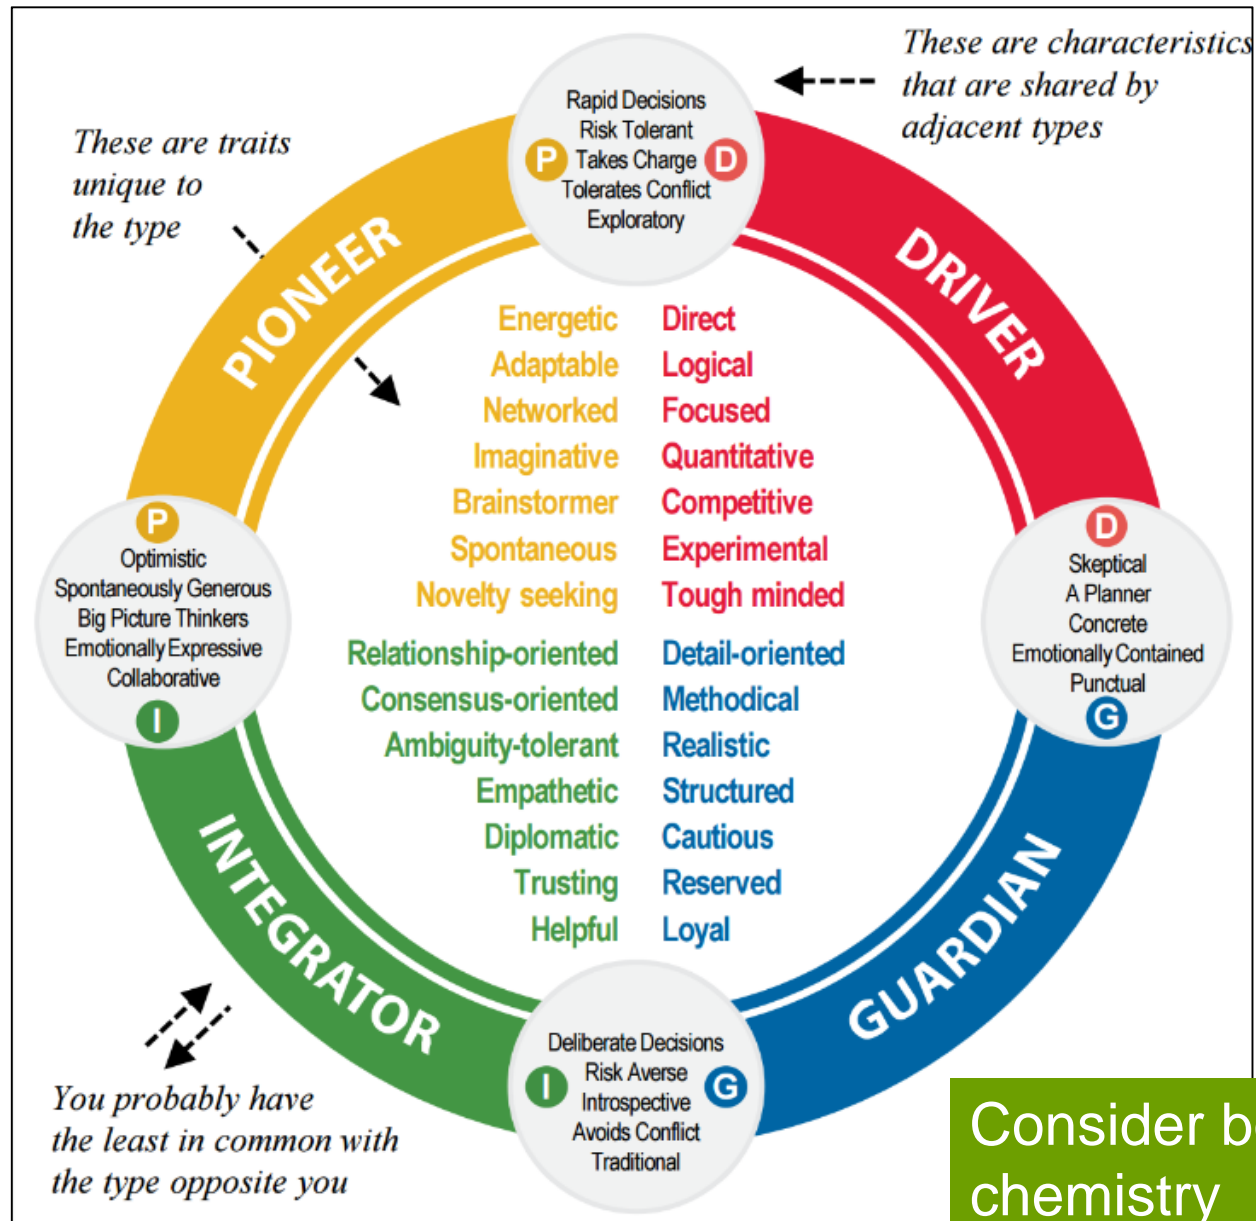 These are characteristics
that are shared by
adjacent types
These are traits
unique to
the type
Rapid Decisions
Risk Tolerant
P Takes Charge D
Tolerates Conflict
Exploratory
PIONEER
DRIVER
Energetic
Adaptable
Networked
Imaginative
Brainstormer
Spontaneous
Novelty seeking
Direct
Logical
Focused
Quantitative
Competitive
Experimental
Tough minded
P
Optimistic
Spontaneously Generous
Big Picture Thinkers
Emotionally Expressive
Collaborative
I
D
Skeptical
A Planner
Concrete
Emotionally Contained
Punctual
G
Relationship-oriented
Consensus-oriented
Ambiguity-tolerant
Empathetic
Diplomatic
Trusting
Helpful
Detail-oriented
Methodical
Realistic
Structured
Cautious
Reserved
Loyal
INTEGRATOR
GUARDIAN
Deliberate Decisions
Risk Averse
I Introspective G
Avoids Conflict
Traditional
You probably have
the least in common with
the type opposite you
Consider
chemistry